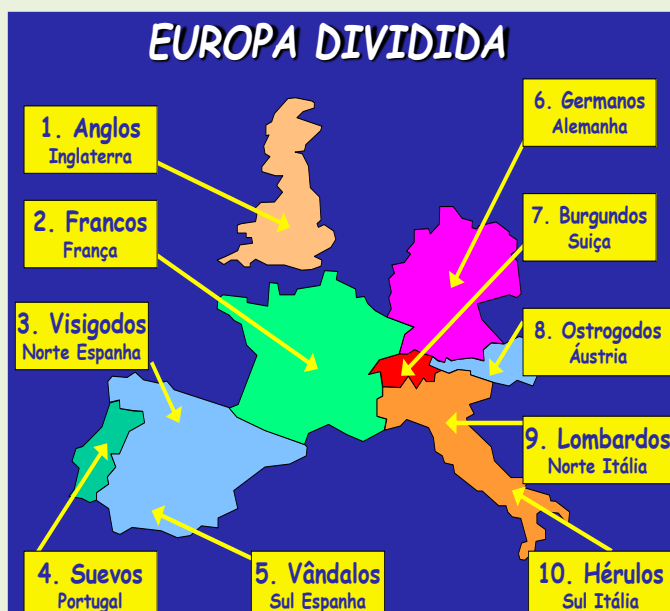 EUROPA DIVIDIDA
1. Anglos
Inglaterra
2. Francos
França
3. Visigodos
Norte Espanha
4. Suevos
Portugal
5. Vândalos
Sul Espanha
6. Germanos
Alemanha
7. Burgundos
Suiça
8. Ostrogodos
Áustria
9. Lombardos
Norte Itália
10. Hérulos
Sul Itália